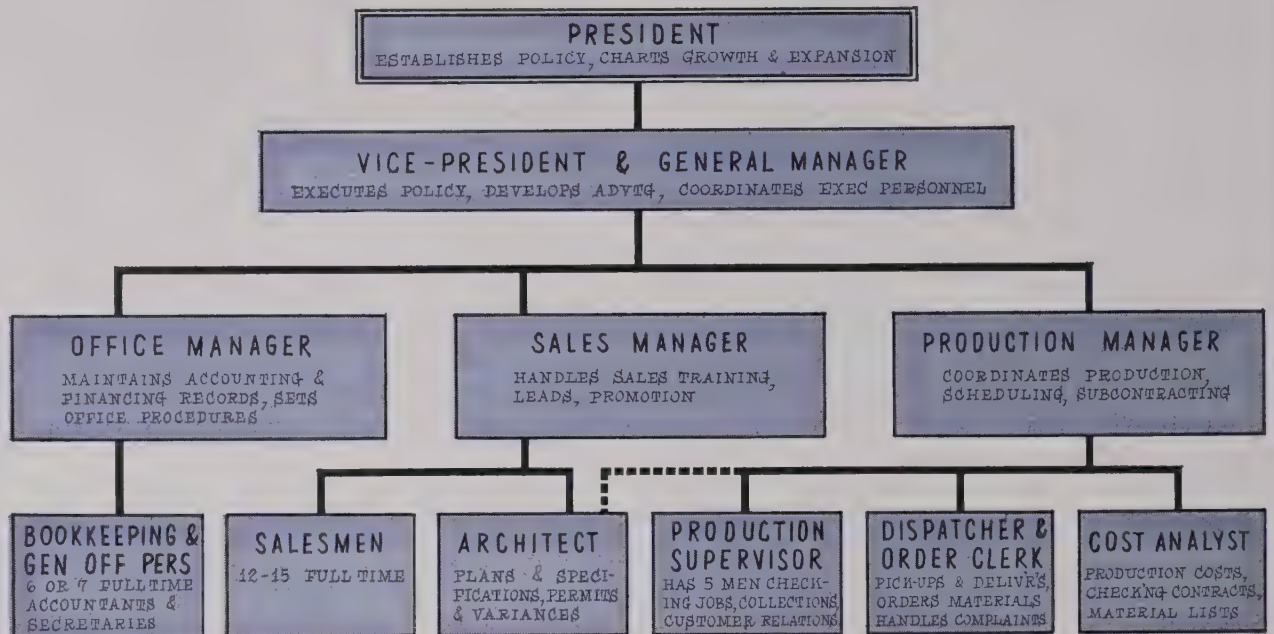 PRESIDENT
ESTABLISHES POLICY, CHARTS GROWTH & EXPANSION
VICE-PRESIDENT & GENERAL MANAGER
EXECUTES POLICY, DEVELOPS ADVTG, COORDINATES EXEC PERSONNEL
OFFICE MANAGER
MAINTAINS ACCOUNTING &
FINANCING RECORDS, SETS
OFFICE PROCEDURES
SALES MANAGER
HANDLES SALES TRAINING,
LEADS, PROMOTION
PRODUCTION MANAGER
COORDINATES PRODUCTION,
SCHEDULING, SUBCONTRACTING
BOOKKEEPING &
GEN OFF PERS
6 OR 7 FULLTIME
ACCOUNTANTS &
SECRETARIES
SALESMEN
12-15 FULL TIME
ARCHITECT
PLANS & SPECI-
FICATIONS, PERMITS
& VARIANCES
PRODUCTION
SUPERVISOR
HAS 5 MEN CHECK-
ING JOBS, COLLECTIONS,
CUSTOMER RELATIONS
DISPATCHER &
ORDER CLERK
PICK-UPS & DELIVR'S,
ORDERS MATERIALS
HANDLES COMPLAINTS
COST ANALYST
PRODUCTION COSTS,
CHECKNG CONTRACTS,
MATERIAL LISTS